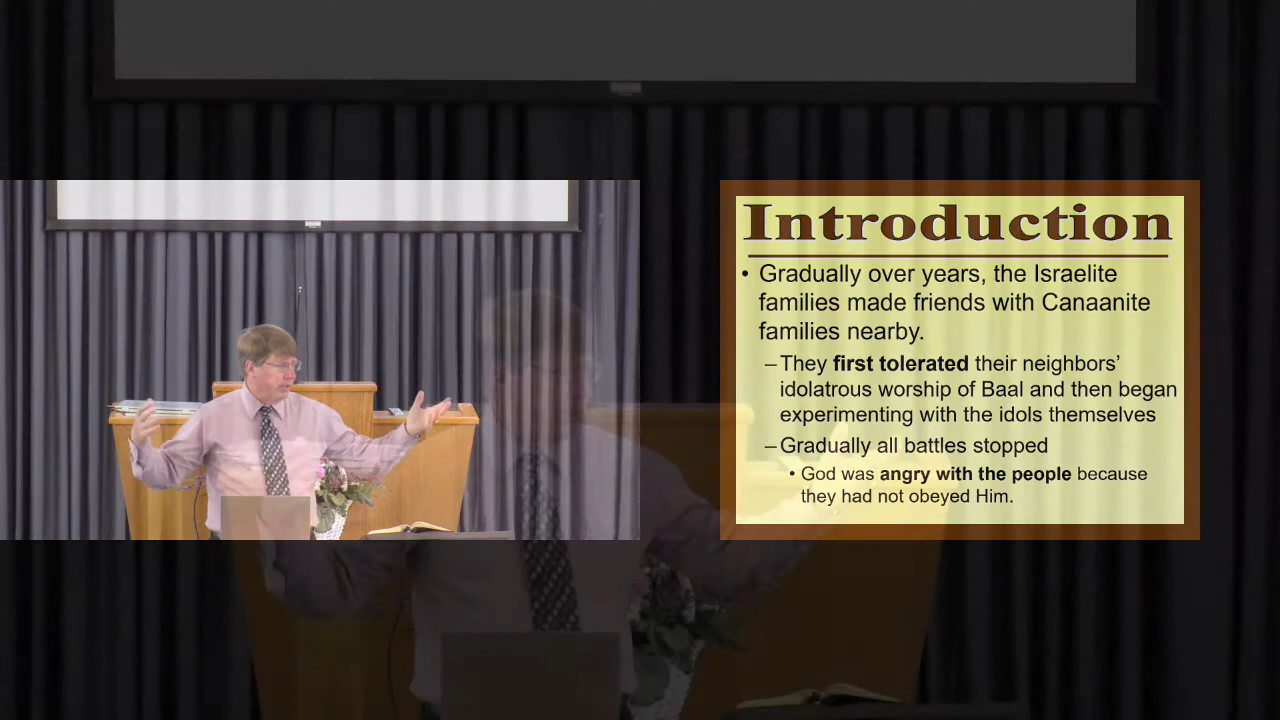 Introduction
• Gradually over years, the Israelite
families made friends with Canaanite
families nearby.
–They first tolerated their neighbors’
idolatrous worship of Baal and then began
experimenting with the idols themselves
–Gradually all battles stopped
• God was angry with the people because
they had not obeyed Him.